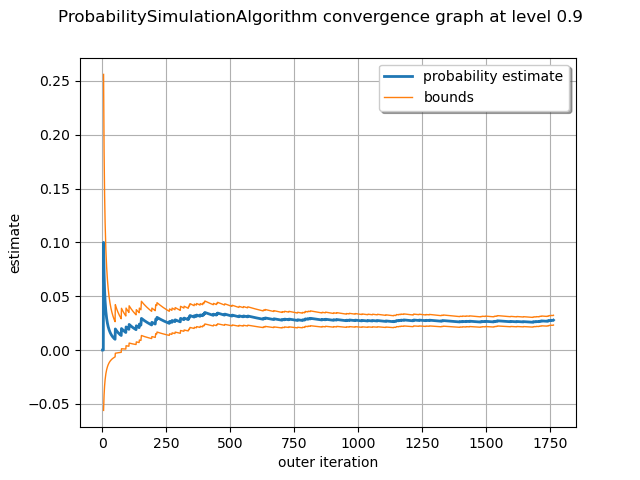 ProbabilitySimulationAlgorithm convergence graph at level 0.9
probability estimate
bounds
0.25
0.20
0.15
0.10
0.05
0.00
−0.05
estimate
0 250 500 750 1000 1250 1500 1750
outer iteration